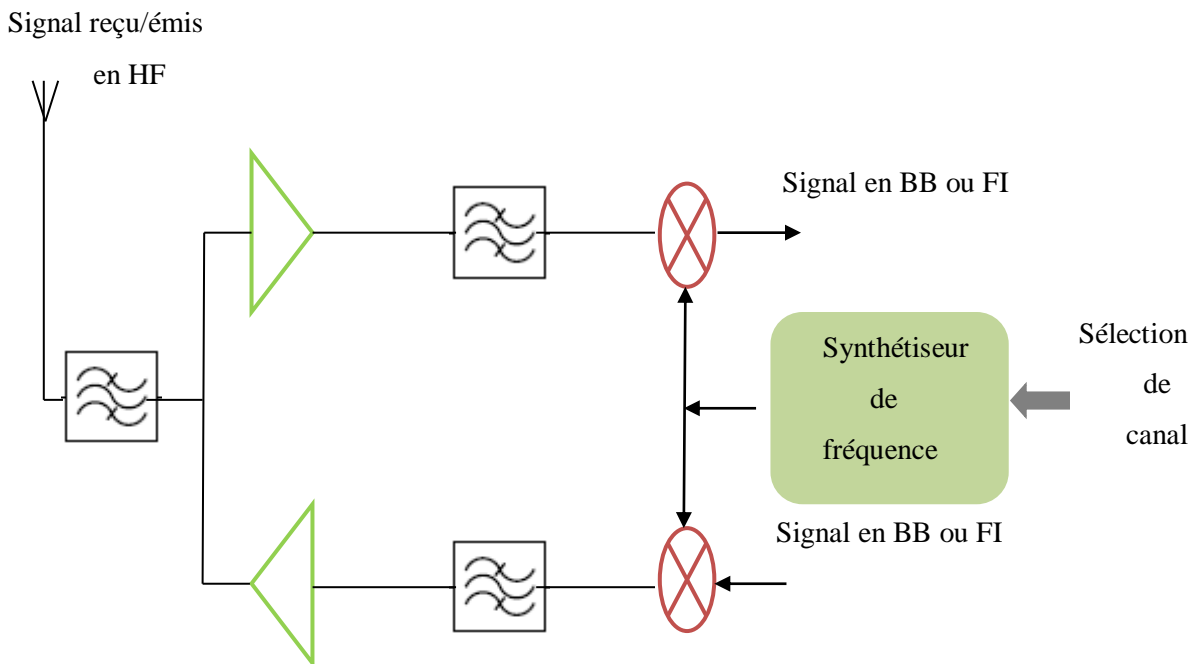 Signal reçu/émis
en HF
Signal en BB ou FI
Synthétiseur
de
fréquence
Sélection
de
canal
Signal en BB ou FI